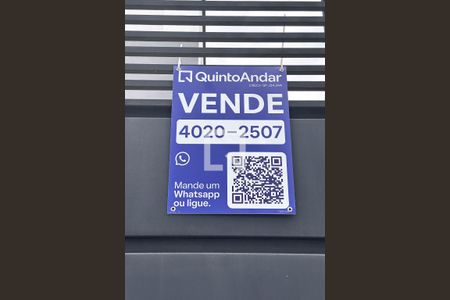 QuintoAndar
VENDE
4020-2507
Mande um
Whatsapp
ou ligue.